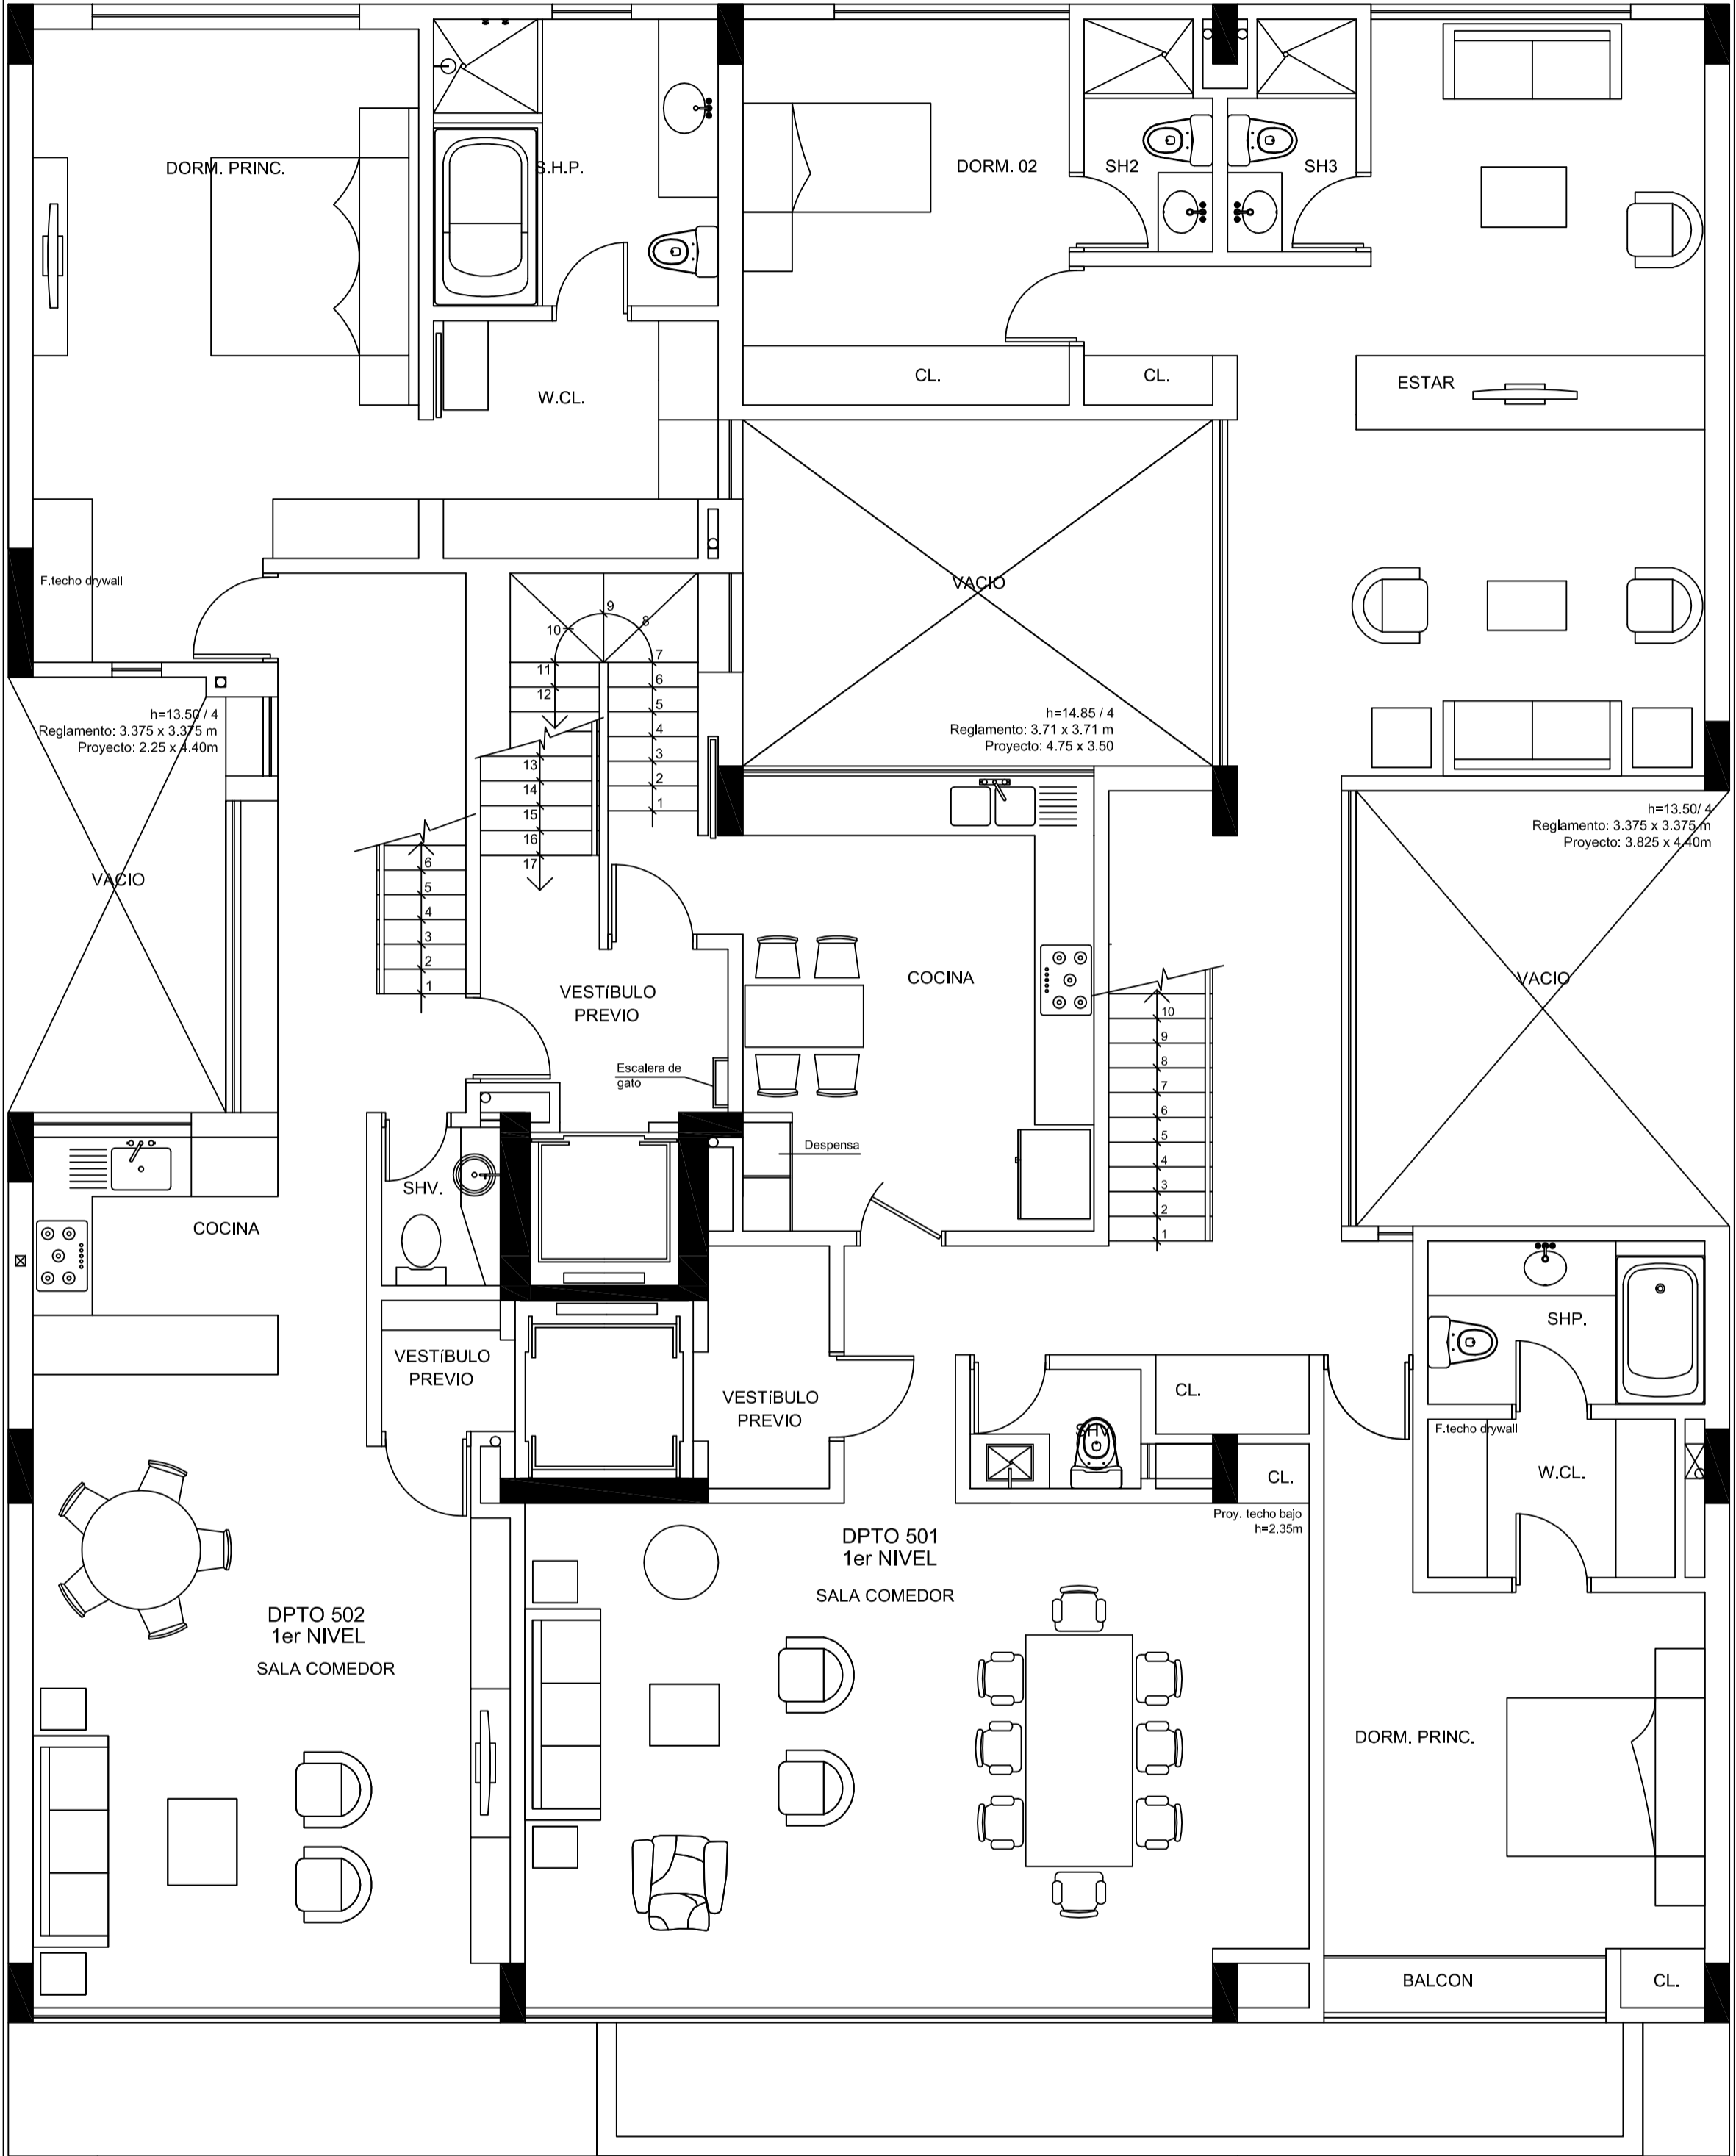 DORM. PRINC.
S.H.P.
DORM. 02
SH2
SH3
CL.
CL.
ESTAR
W.CL.
F.techo drywall
VACIO
9
10
8
11
7
12
6
5
4
3
2
1
13
14
15
16
17
h=13.50 / 4
Reglamento: 3.375 x 3.375 m
Proyecto: 2.25 x 4.40m
h=14.85 / 4
Reglamento: 3.71 x 3.71 m
Proyecto: 4.75 x 3.50
h=13.50/ 4
Reglamento: 3.375 x 3.375 m
Proyecto: 3.825 x 4.40m
VACIO
6
5
4
3
2
1
VESTíBULO
PREVIO
COCINA
VACIO
Escalera de
gato
10
9
8
7
6
5
4
3
2
1
Despensa
SHV.
COCINA
VESTíBULO
PREVIO
VESTíBULO
PREVIO
CL.
SHV.
CL.
SHP.
F.techo drywall
W.CL.
Proy. techo bajo
h=2.35m
DPTO 501
1er NIVEL
SALA COMEDOR
DPTO 502
1er NIVEL
SALA COMEDOR
DORM. PRINC.
BALCON
CL.